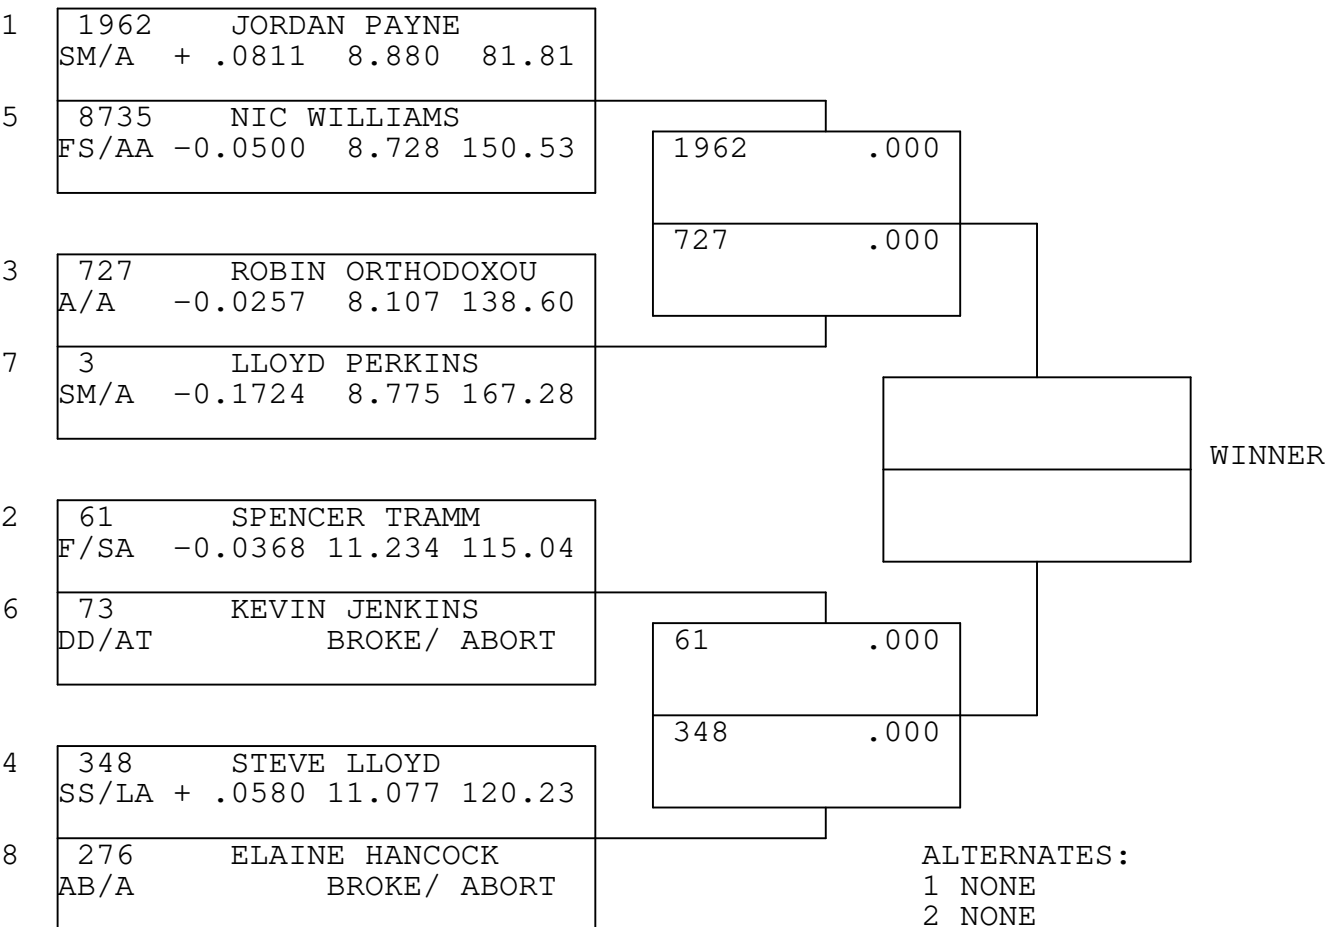 1 1962 JORDAN PAYNE
SM/A + .0811 8.880 81.81
5 8735 NIC WILLIAMS
FS/AA -0.0500 8.728 150.53
1962 .000
727 .000
3 727 ROBIN ORTHODOXOU
A/A -0.0257 8.107 138.60
7 3 LLOYD PERKINS
SM/A -0.1724 8.775 167.28
WINNER
2 61 SPENCER TRAMM
F/SA -0.0368 11.234 115.04
6 73 KEVIN JENKINS
DD/AT BROKE/ ABORT
61 .000
348 .000
4 348 STEVE LLOYD
SS/LA + .0580 11.077 120.23
8 276 ELAINE HANCOCK
AB/A BROKE/ ABORT
ALTERNATES:
1 NONE
2 NONE